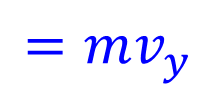 = mv_y